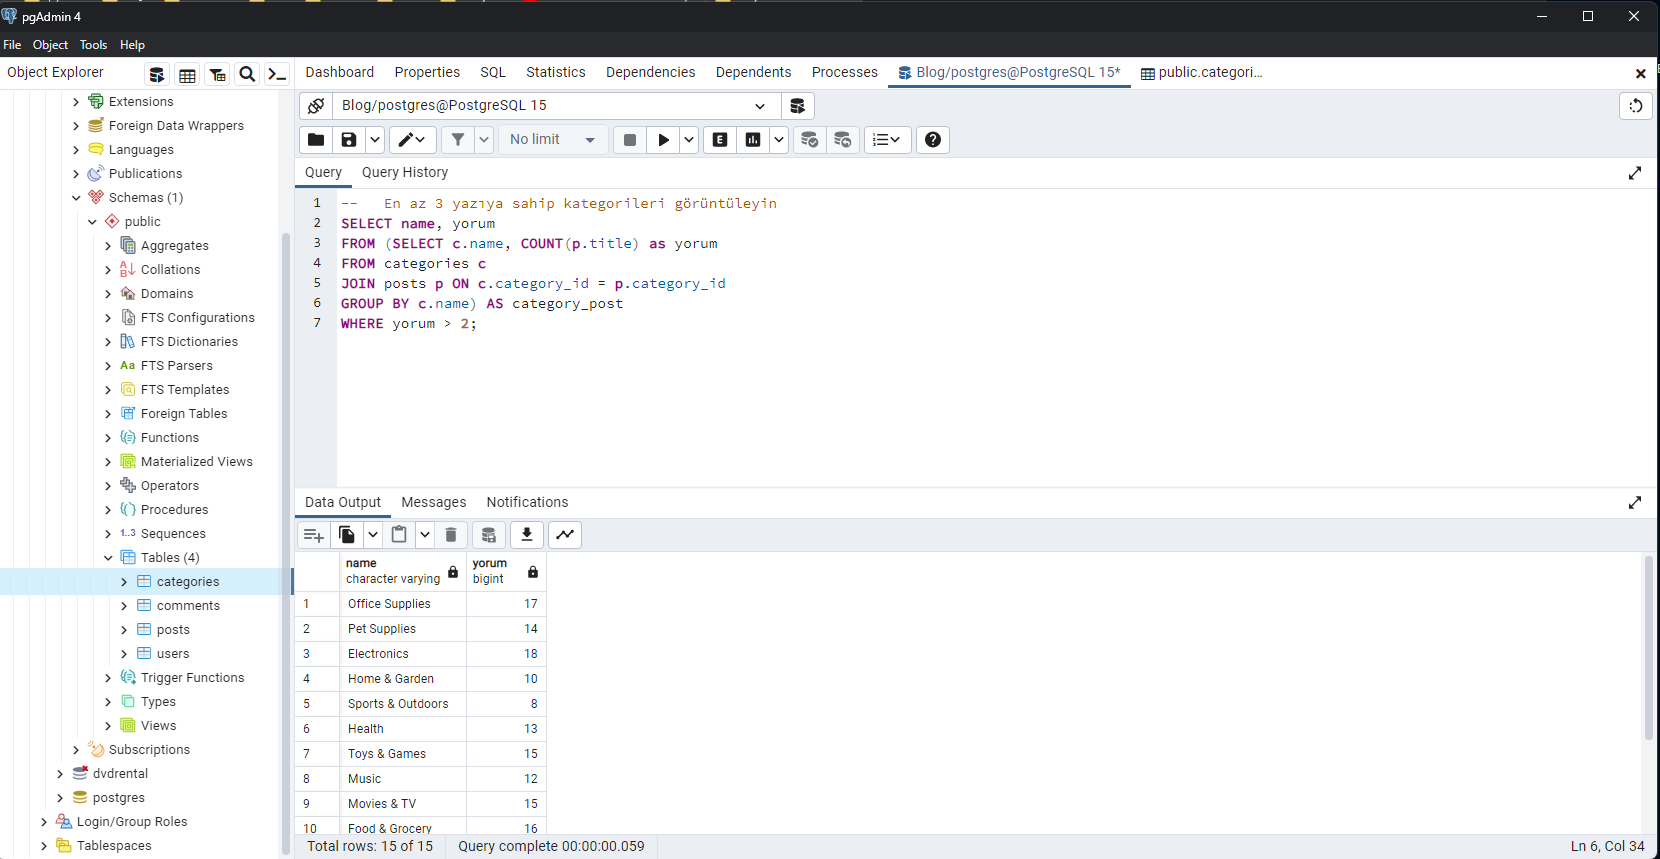 pgAdmin 4
File Object Tools Help
Object Explorer
Dashboard Properties SQL Statistics Dependencies Dependents Processes Blog/postgres@PostgreSQL 15* public.categori...
Extensions
Foreign Data Wrappers
Languages
Publications
Schemas (1)
public
Aggregates
Collations
Domains
FTS Configurations
FTS Dictionaries
Aa FTS Parsers
FTS Templates
Foreign Tables
Functions
Materialized Views
Operators
Procedures
1..3 Sequences
Tables (4)
categories
comments
posts
users
Trigger Functions
Types
Views
Subscriptions
dvdrental
postgres
Login/Group Roles
Tablespaces
Blog/postgres@PostgreSQL 15
No limit
E
Query Query History
1 -- En az 3 yazıya sahip kategorileri görüntüleyin
2 SELECT name, yorum
3 FROM (SELECT c.name, COUNT(p.title) as yorum
4 FROM categories c
5 JOIN posts p ON c.category_id = p.category_id
6 GROUP BY c.name) AS category_post
7 WHERE yorum > 2;
Data Output Messages Notifications
name yorum
character varying bigint
1 Office Supplies 17
2 Pet Supplies 14
3 Electronics 18
4 Home & Garden 10
5 Sports & Outdoors 8
6 Health 13
7 Toys & Games 15
8 Music 12
9 Movies & TV 15
10 Food & Grocery 16
Total rows: 15 of 15 Query complete 00:00:00.059 Ln 6, Col 34